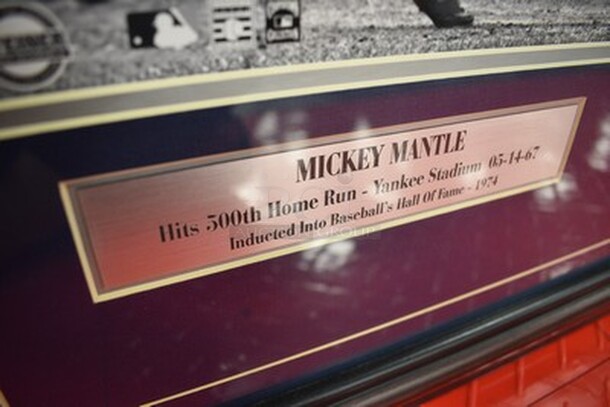 MICKEY MANTLE
Hits 500th Home Run - Yankee Stadium 05-14-67
Inducted Into Baseball's Hall Of Fame - 1974